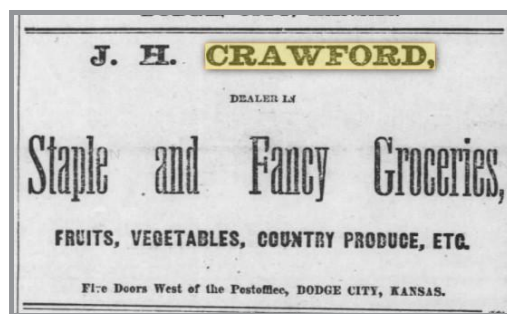 J. H. CRAWFORD,
DEALER IN
Staple and Fancy Groceries,
FRUITS, VEGETABLES, COUNTRY PRODUCE, ETC.
Five Doors West of the Postoffice, DODGE CITY, KANSAS.